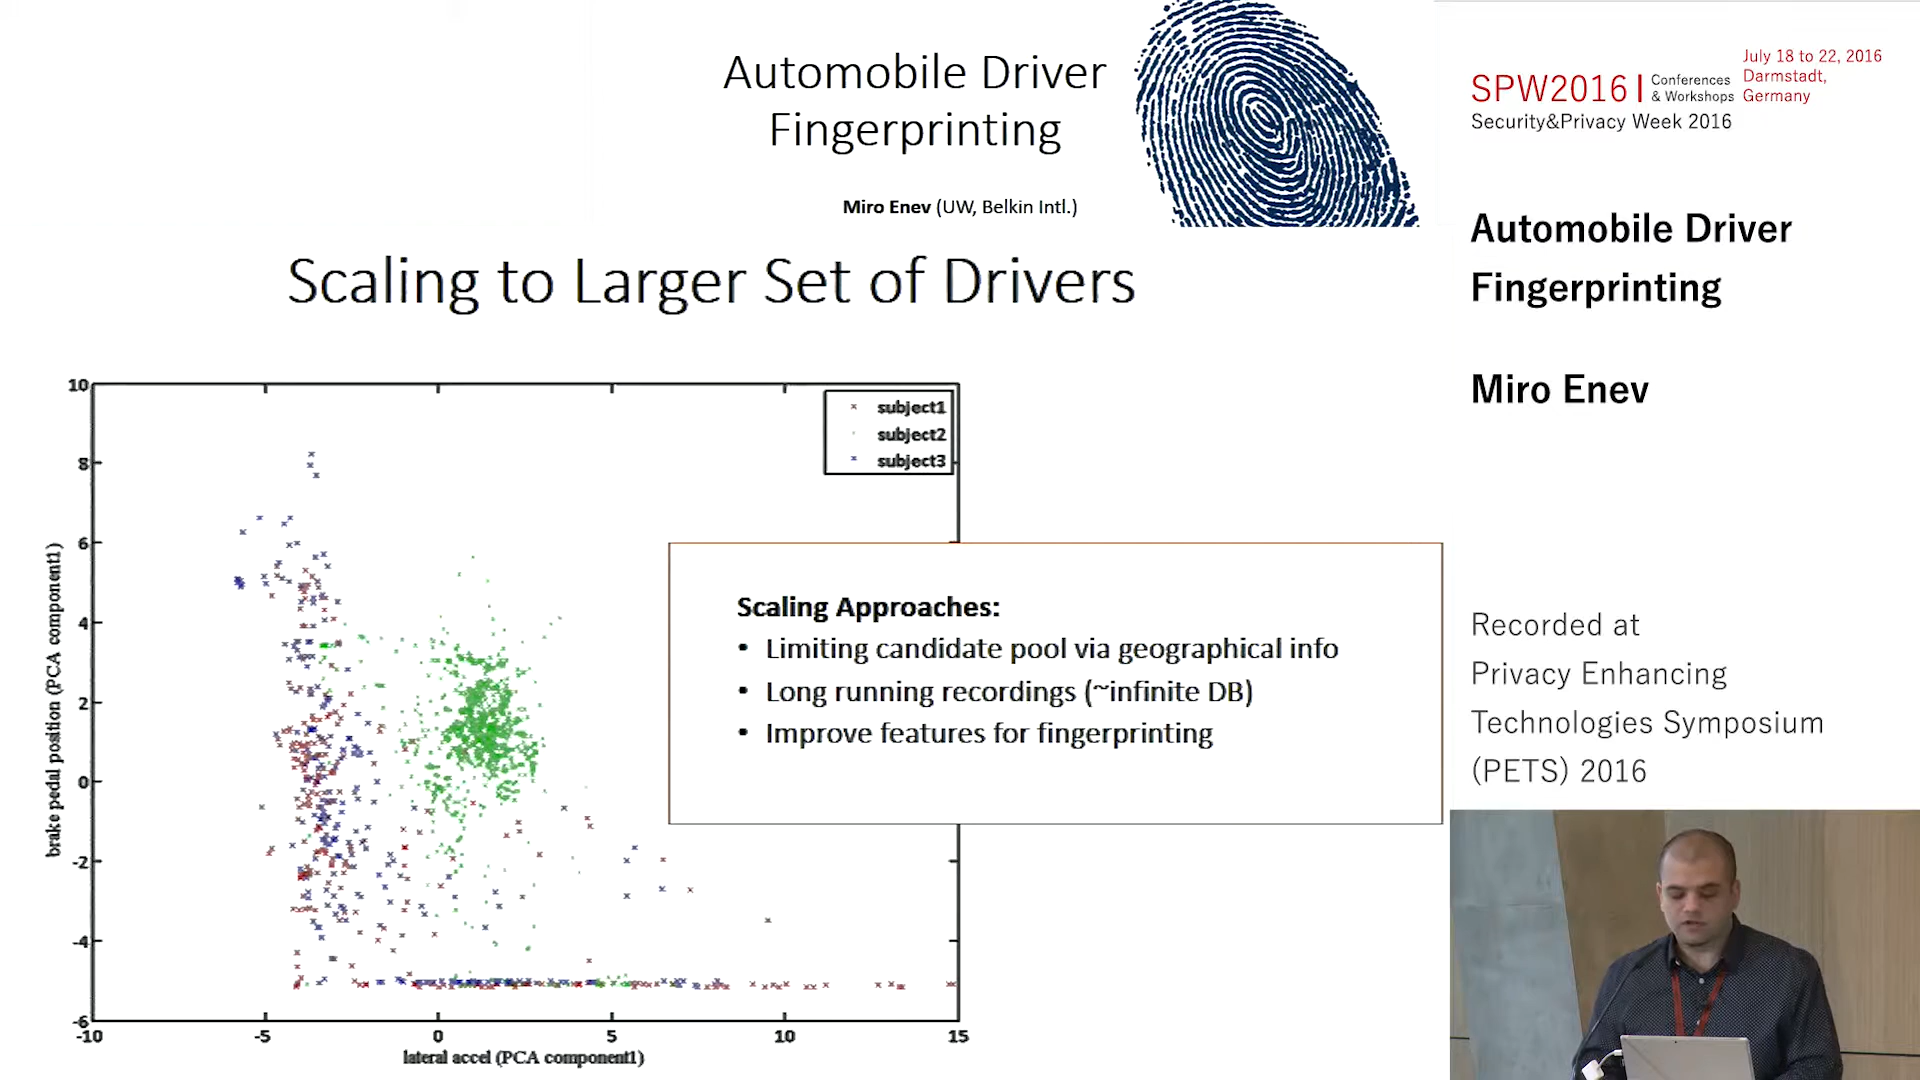 Automobile Driver
Fingerprinting
Miro Enev (UW, Belkin Intl.)
SPW2016 | Conferences & Workshops
July 18 to 22, 2016
Darmstadt,
Germany
Security&Privacy Week 2016
Automobile Driver
Fingerprinting
Miro Enev
Scaling to Larger Set of Drivers
subject1
subject2
subject3
10
8
6
4
2
0
-2
-4
-6
-10
-5
0
5
10
15
brake pedal position (PCA component1)
lateral accel (PCA component1)
Scaling Approaches:
• Limiting candidate pool via geographical info
• Long running recordings (~infinite DB)
• Improve features for fingerprinting
Recorded at
Privacy Enhancing
Technologies Symposium
(PETS) 2016